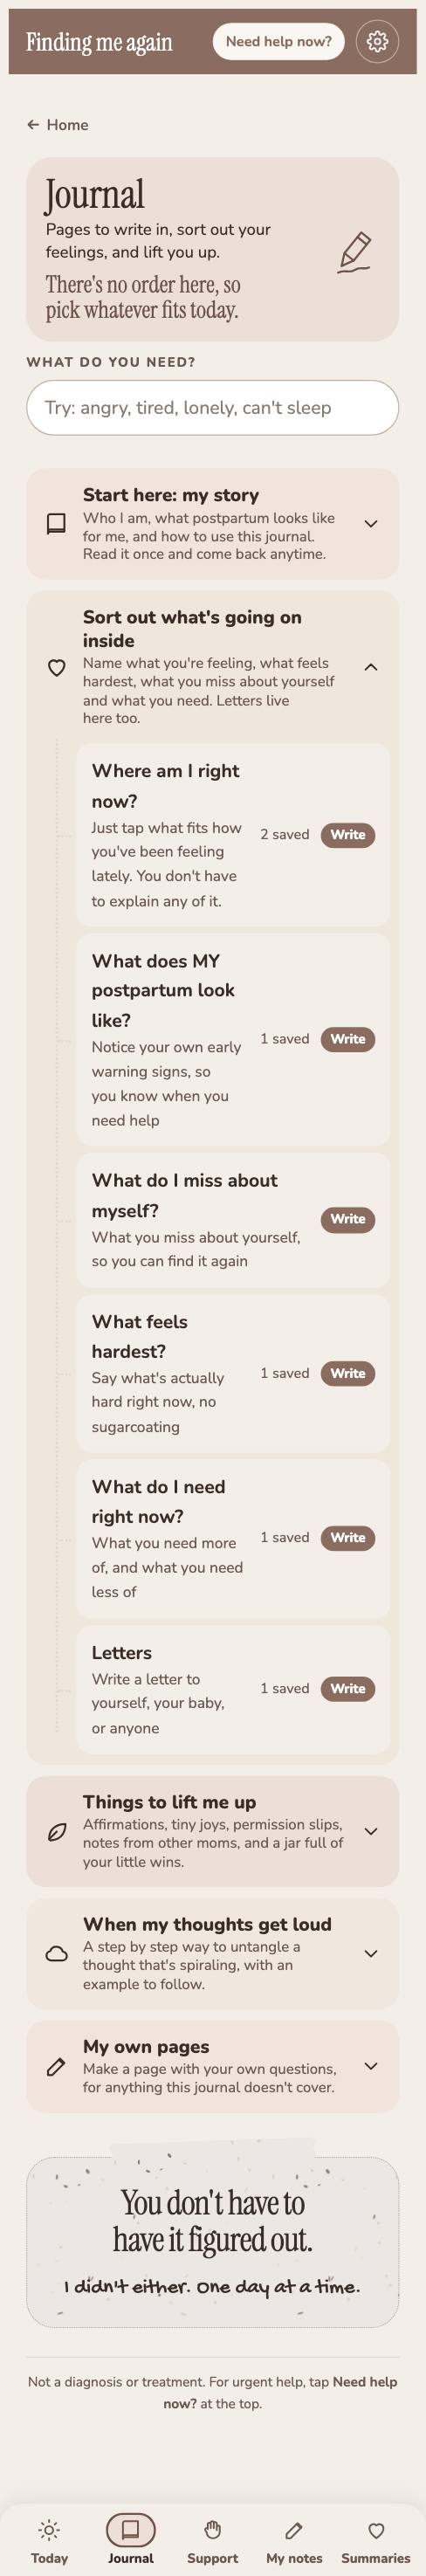 Finding me again
Need help now?
← Home
Journal
Pages to write in, sort out your
feelings, and lift you up.
There's no order here, so
pick whatever fits today.
WHAT DO YOU NEED?
Try: angry, tired, lonely, can't sleep
Start here: my story
Who I am, what postpartum looks like
for me, and how to use this journal.
Read it once and come back anytime.
Sort out what's going on
inside
Name what you're feeling, what feels
hardest, what you miss about yourself
and what you need. Letters live
here too.
Where am I right
now?
Just tap what fits how
you've been feeling
lately. You don't have
to explain any of it.
2 saved
Write
What does MY
postpartum look
like?
Notice your own early
warning signs, so
you know when you
need help
1 saved
Write
What do I miss about
myself?
What you miss about yourself,
so you can find it again
Write
What feels
hardest?
Say what's actually
hard right now, no
sugarcoating
1 saved
Write
What do I need
right now?
What you need more
of, and what you need
less of
1 saved
Write
Letters
Write a letter to
yourself, your baby,
or anyone
1 saved
Write
Things to lift me up
Affirmations, tiny joys, permission slips,
notes from other moms, and a jar full of
your little wins.
When my thoughts get loud
A step by step way to untangle a
thought that's spiraling, with an
example to follow.
My own pages
Make a page with your own questions,
for anything this journal doesn't cover.
You don't have to
have it figured out.
I didn't either. One day at a time.
Not a diagnosis or treatment. For urgent help, tap Need help
now? at the top.
Today
Journal
Support
My notes
Summaries